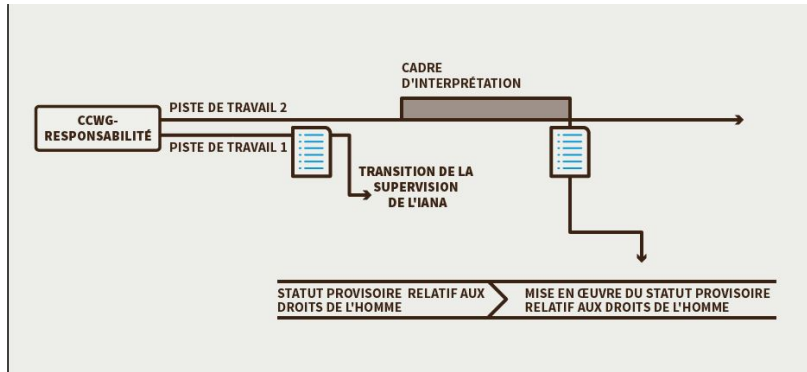 CADRE
D'INTERPRÉTATION
PISTE DE TRAVAIL 2
CCWG-
RESPONSABILITÉ
PISTE DE TRAVAIL 1
TRANSITION DE LA
SUPERVISION
DE L'IANA
STATUT PROVISOIRE RELATIF AUX
DROITS DE L'HOMME
MISE EN ŒUVRE DU STATUT PROVISOIRE
RELATIF AUX DROITS DE L'HOMME